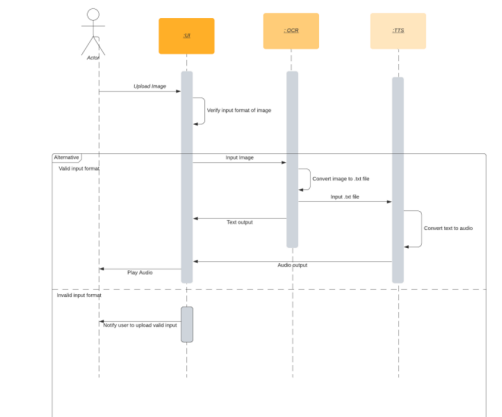 :UI
:OCR
:TTS
Actor
Upload Image
Verify input format of image
Alternative
Input Image
Valid input format
Convert image to .txt file
Input .txt file
Text output
Convert text to audio
Audio output
Play Audio
Invalid input format
Notify user to upload valid input